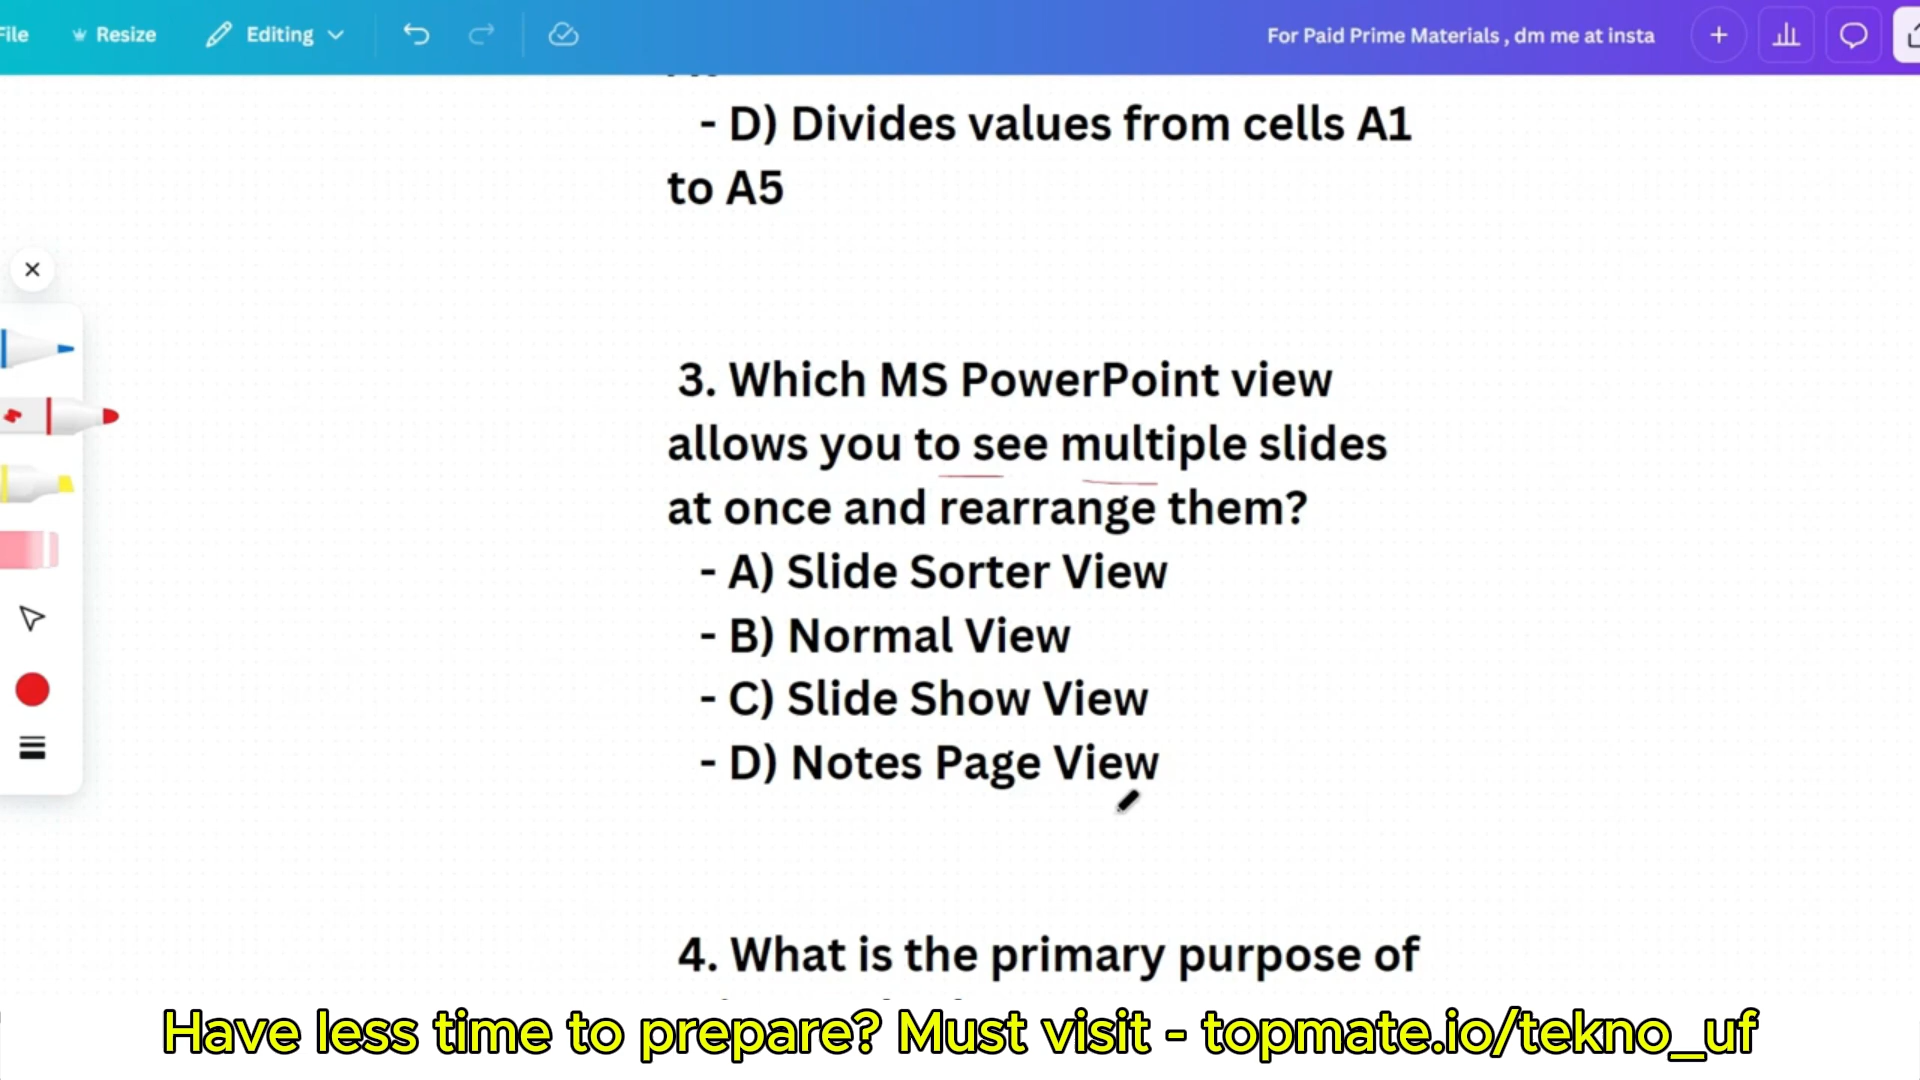 File Resize Editing For Paid Prime Materials , dm me at insta
- D) Divides values from cells A1
to A5
3. Which MS PowerPoint view
allows you to see multiple slides
at once and rearrange them?
- A) Slide Sorter View
- B) Normal View
- C) Slide Show View
- D) Notes Page View
4. What is the primary purpose of
Have less time to prepare? Must visit - topmate.io/tekno_uf